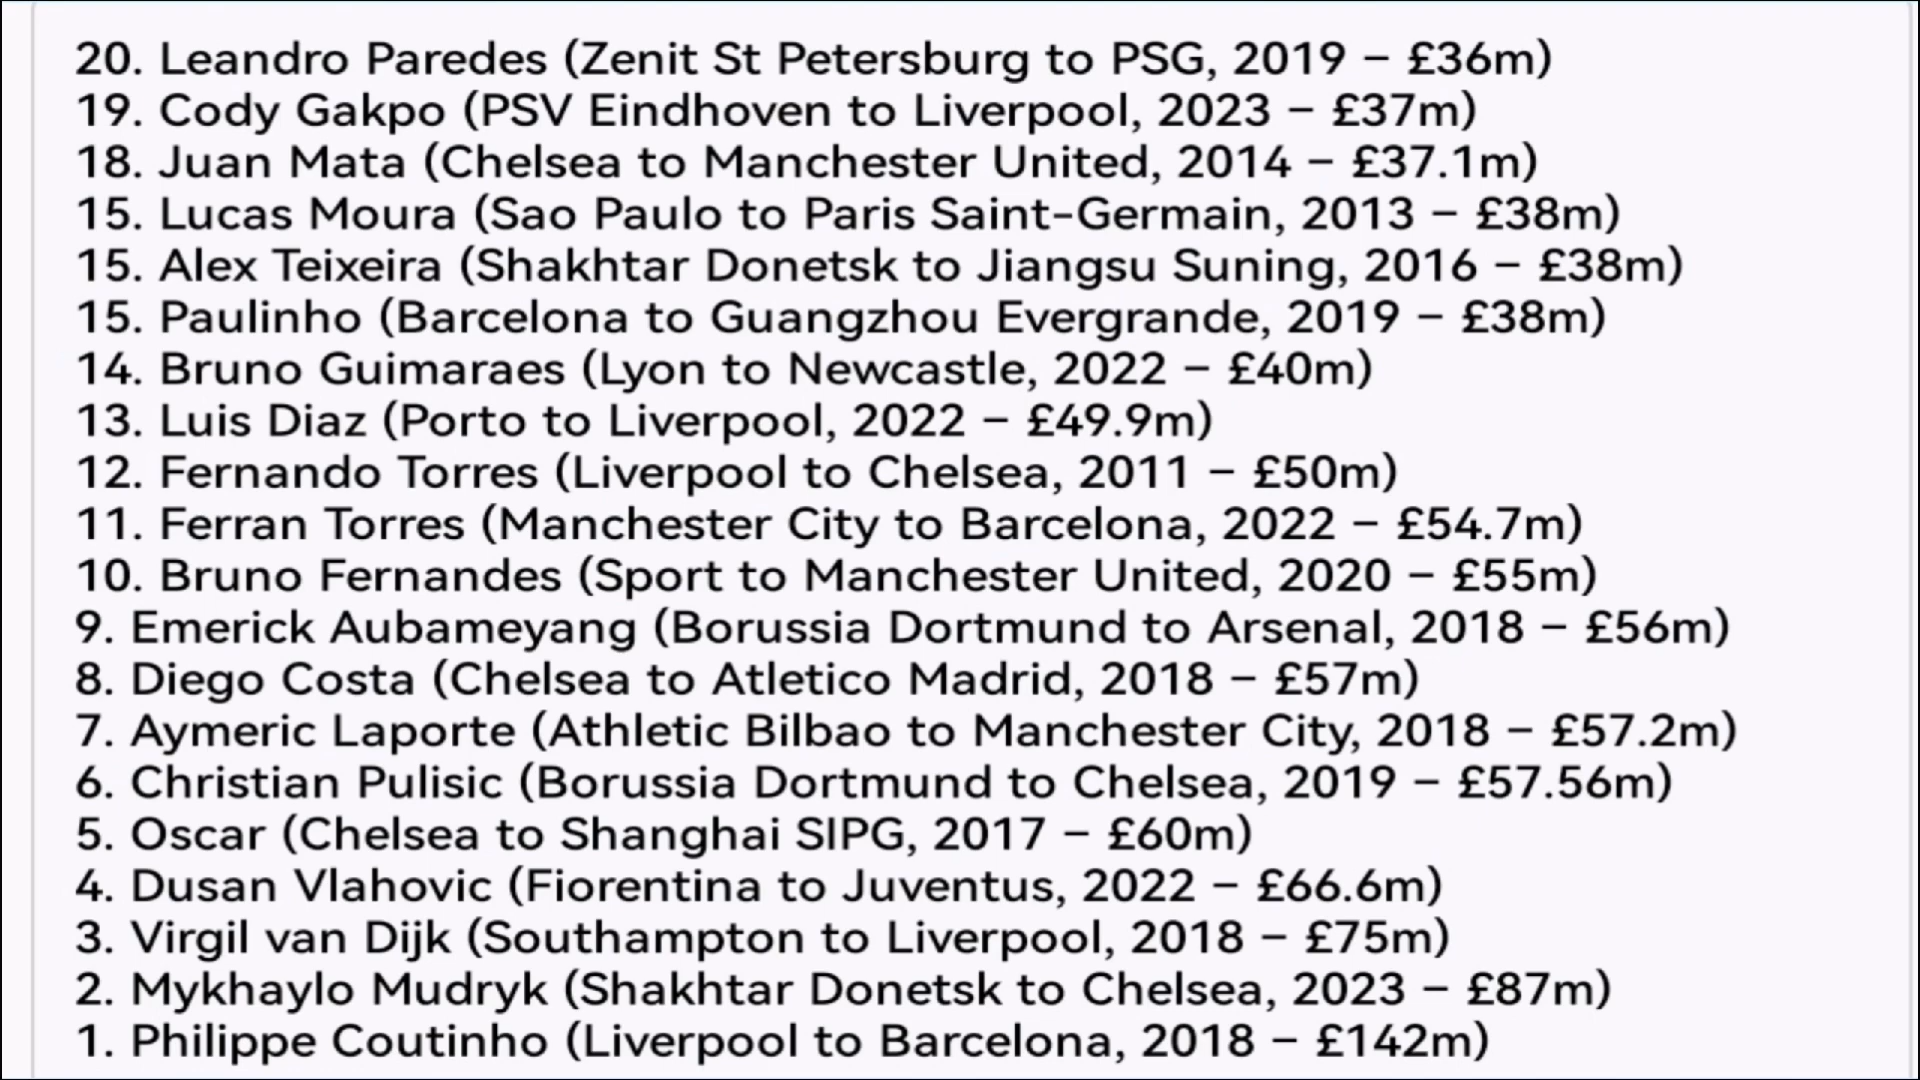 20. Leandro Paredes (Zenit St Petersburg to PSG, 2019 – £36m)
19. Cody Gakpo (PSV Eindhoven to Liverpool, 2023 – £37m)
18. Juan Mata (Chelsea to Manchester United, 2014 – £37.1m)
15. Lucas Moura (Sao Paulo to Paris Saint-Germain, 2013 – £38m)
15. Alex Teixeira (Shakhtar Donetsk to Jiangsu Suning, 2016 – £38m)
15. Paulinho (Barcelona to Guangzhou Evergrande, 2019 – £38m)
14. Bruno Guimaraes (Lyon to Newcastle, 2022 – £40m)
13. Luis Diaz (Porto to Liverpool, 2022 – £49.9m)
12. Fernando Torres (Liverpool to Chelsea, 2011 – £50m)
11. Ferran Torres (Manchester City to Barcelona, 2022 – £54.7m)
10. Bruno Fernandes (Sport to Manchester United, 2020 – £55m)
9. Emerick Aubameyang (Borussia Dortmund to Arsenal, 2018 – £56m)
8. Diego Costa (Chelsea to Atletico Madrid, 2018 – £57m)
7. Aymeric Laporte (Athletic Bilbao to Manchester City, 2018 – £57.2m)
6. Christian Pulisic (Borussia Dortmund to Chelsea, 2019 – £57.56m)
5. Oscar (Chelsea to Shanghai SIPG, 2017 – £60m)
4. Dusan Vlahovic (Fiorentina to Juventus, 2022 – £66.6m)
3. Virgil van Dijk (Southampton to Liverpool, 2018 – £75m)
2. Mykhaylo Mudryk (Shakhtar Donetsk to Chelsea, 2023 – £87m)
1. Philippe Coutinho (Liverpool to Barcelona, 2018 – £142m)